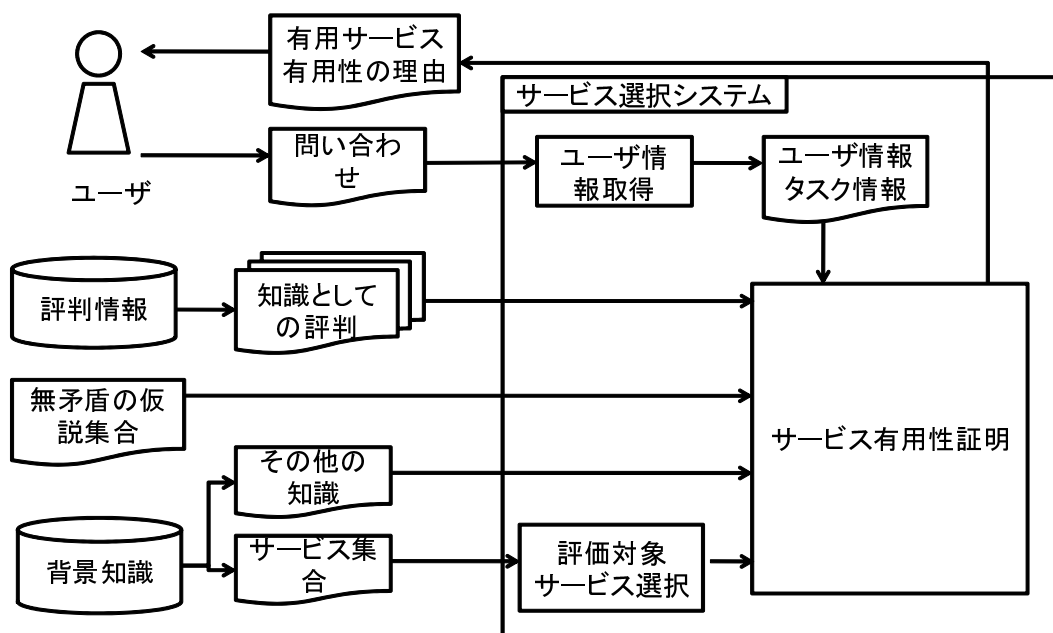 有用サービス
有用性の理由
サービス選択システム
問い合わ
せ
ユーザ情
報取得
ユーザ情報
タスク情報
ユーザ
評判情報
知識として
の評判
無矛盾の仮
説集合
サービス有用性証明
その他の
知識
背景知識
サービス集
合
評価対象
サービス選択